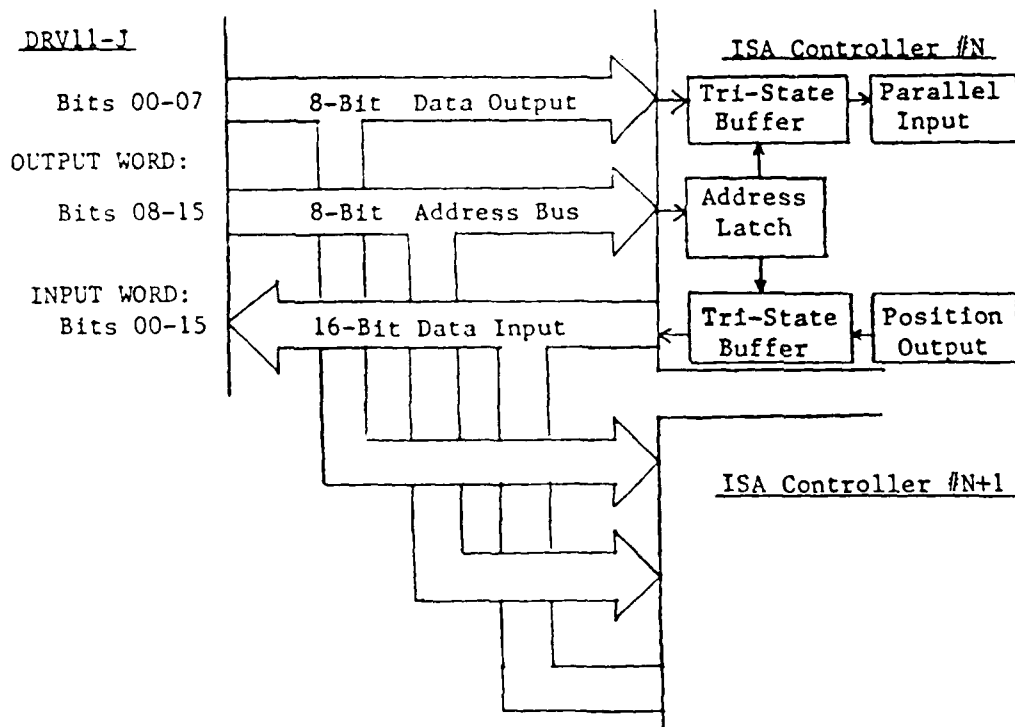 DRV11-J
ISA Controller #N
Bits 00-07
8-Bit Data Output
Tri-State
Buffer
Parallel
Input
OUTPUT WORD:
Bits 08-15
8-Bit Address Bus
Address
Latch
INPUT WORD:
Bits 00-15
16-Bit Data Input
Tri-State
Buffer
Position
Output
ISA Controller #N+1